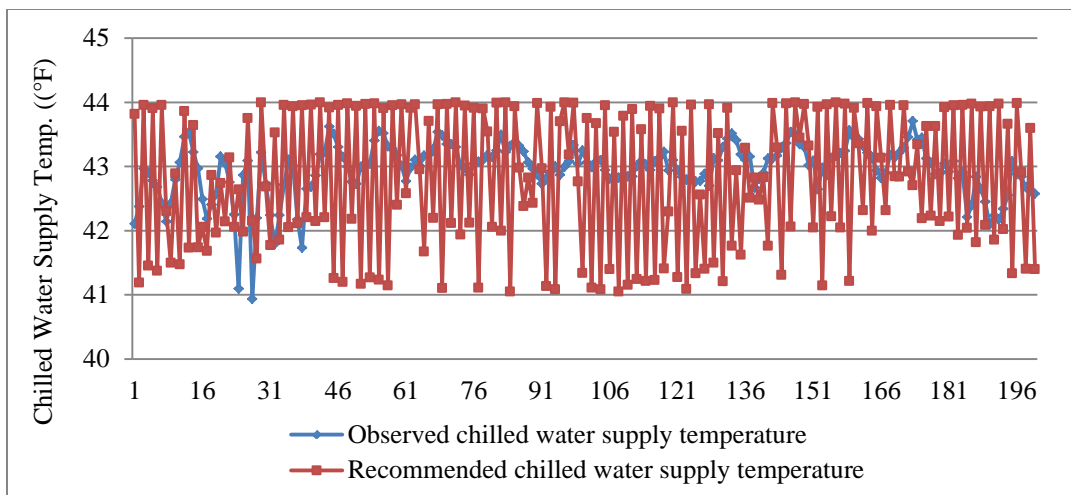 Chilled Water Supply Temp. ((°F)
45
44
43
42
41
40
1 16 31 46 61 76 91 106 121 136 151 166 181 196
Observed chilled water supply temperature
Recommended chilled water supply temperature